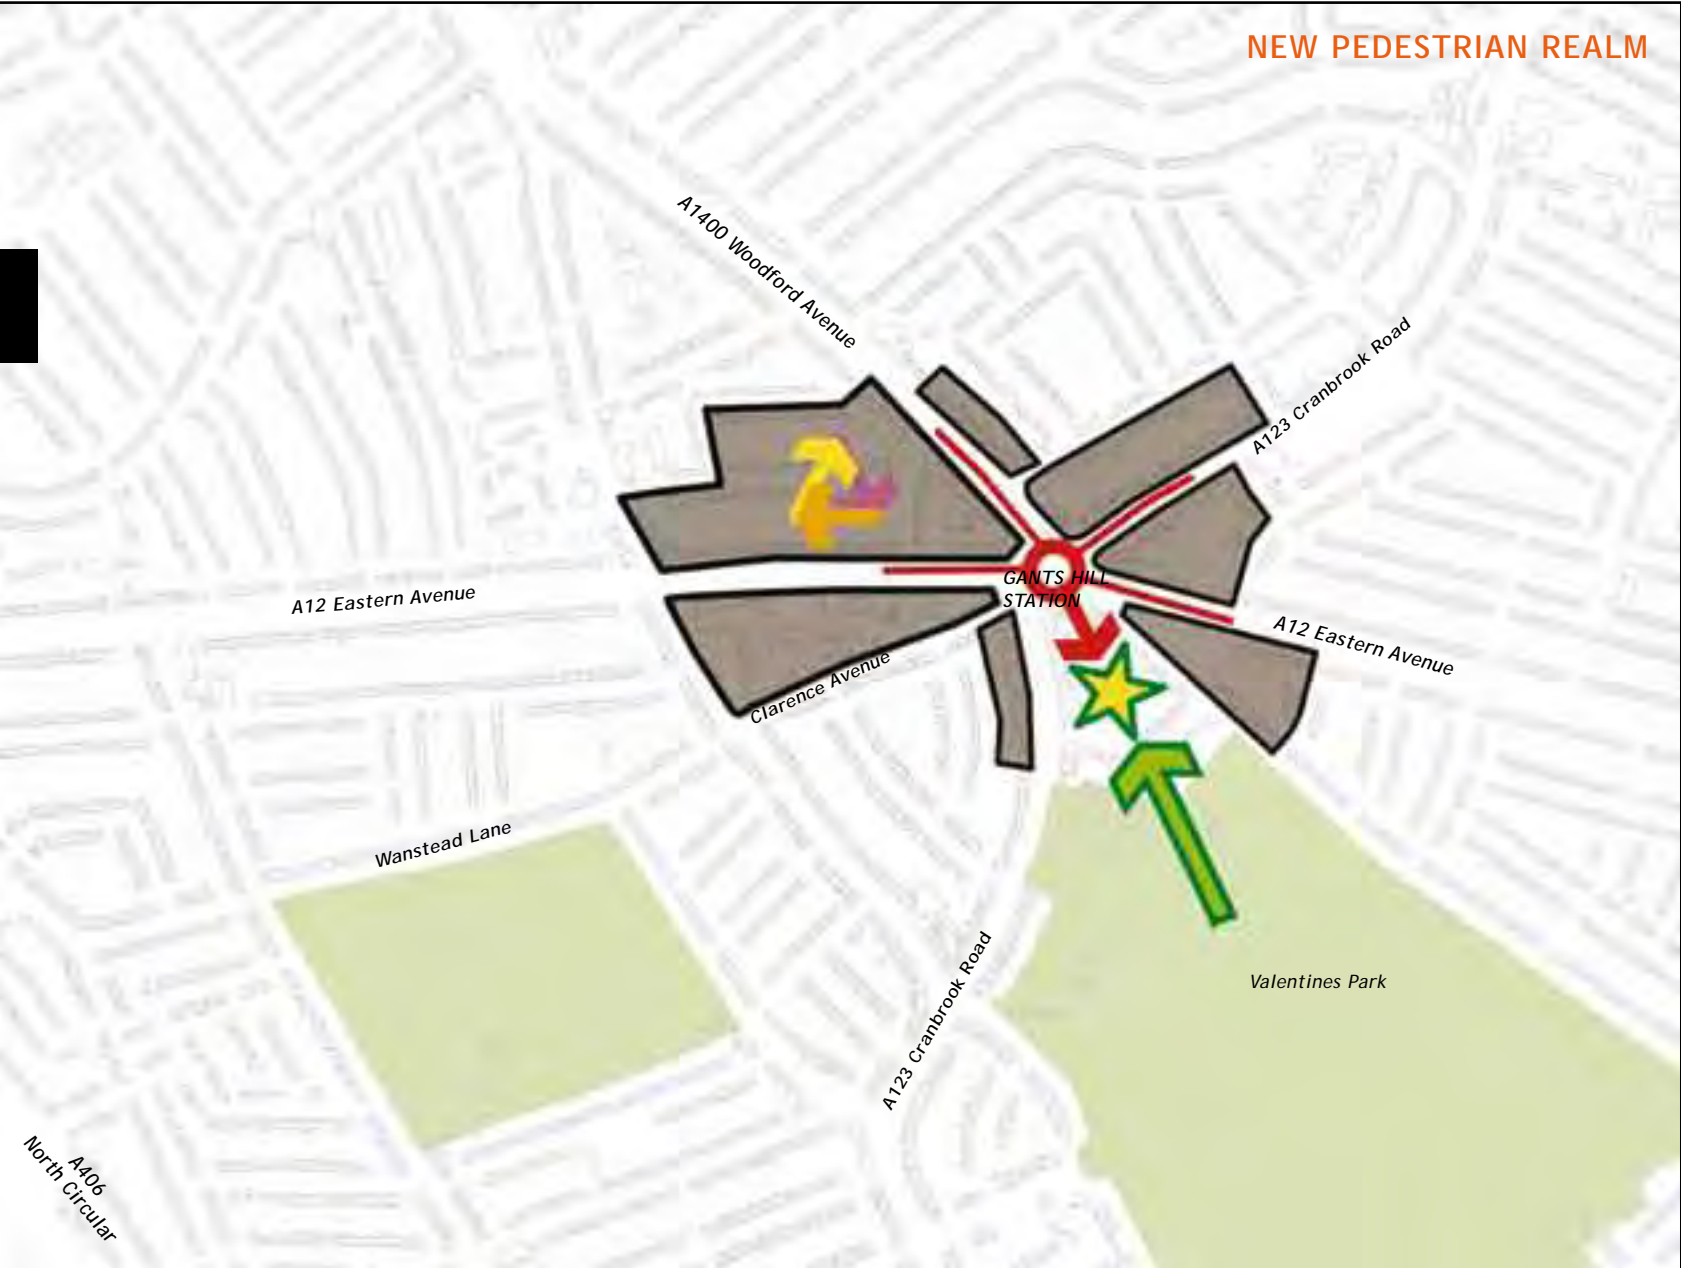 NEW PEDESTRIAN REALM
A1400 Woodford Avenue
A123 Cranbrook Road
GANTS HILL
STATION
A12 Eastern Avenue
A12 Eastern Avenue
Clarence Avenue
Wanstead Lane
A123 Cranbrook Road
Valentines Park
A406
North Circular